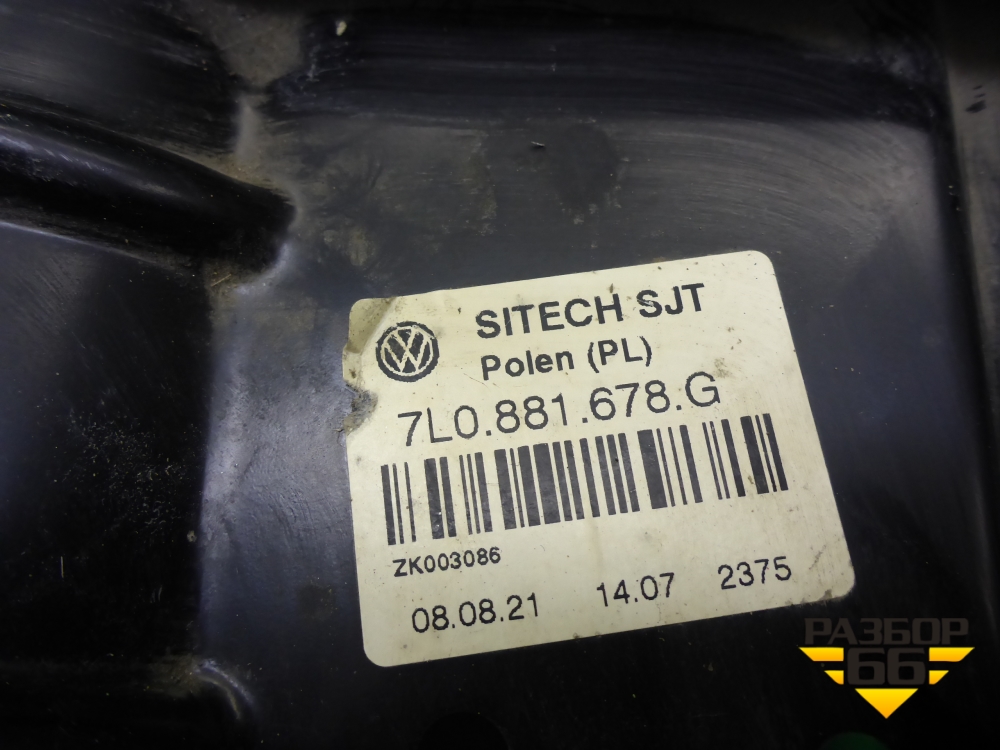 SITECH SJT
Polen (PL)
7L0.881.678.G
ZK003086
08.08.21 14.07 2375
РАЗБОР
66